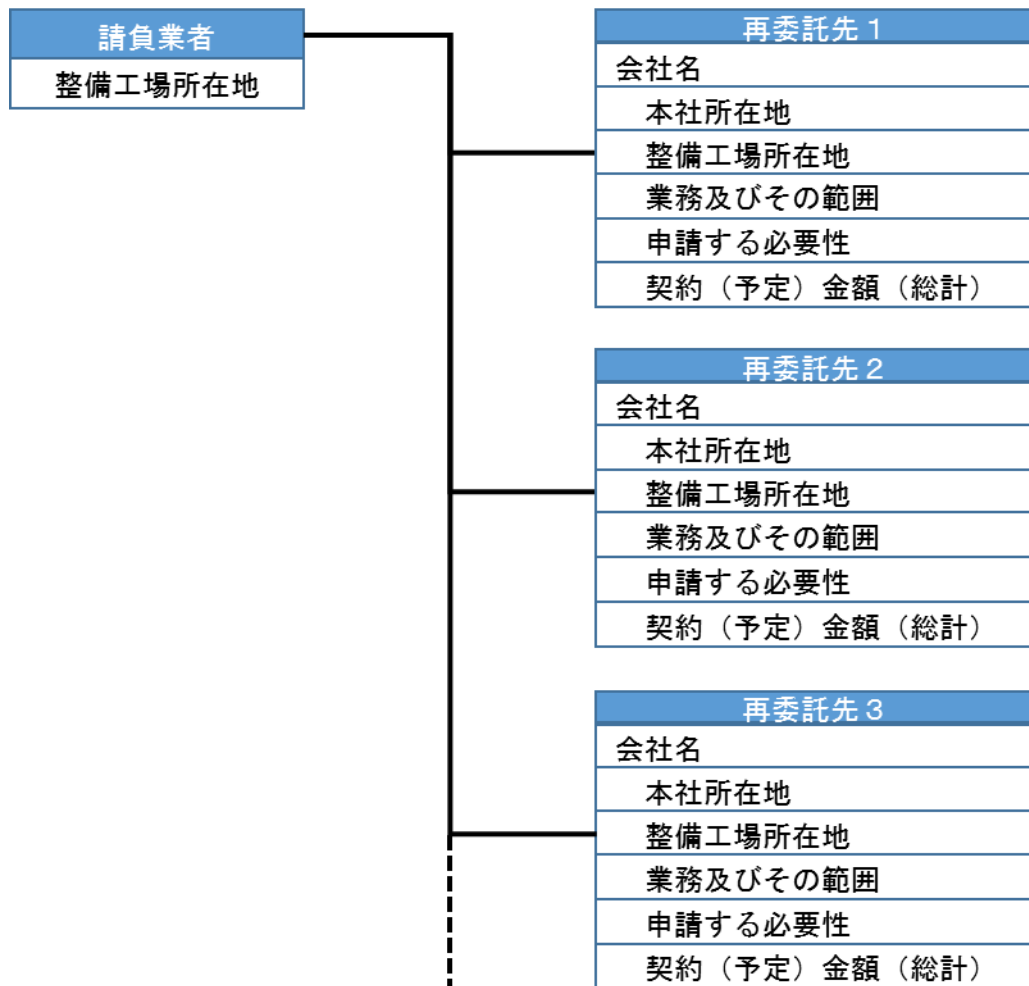 請負業者
整備工場所在地
再委託先１
会社名
本社所在地
整備工場所在地
業務及びその範囲
申請する必要性
契約（予定）金額（総計）
再委託先２
会社名
本社所在地
整備工場所在地
業務及びその範囲
申請する必要性
契約（予定）金額（総計）
再委託先３
会社名
本社所在地
整備工場所在地
業務及びその範囲
申請する必要性
契約（予定）金額（総計）